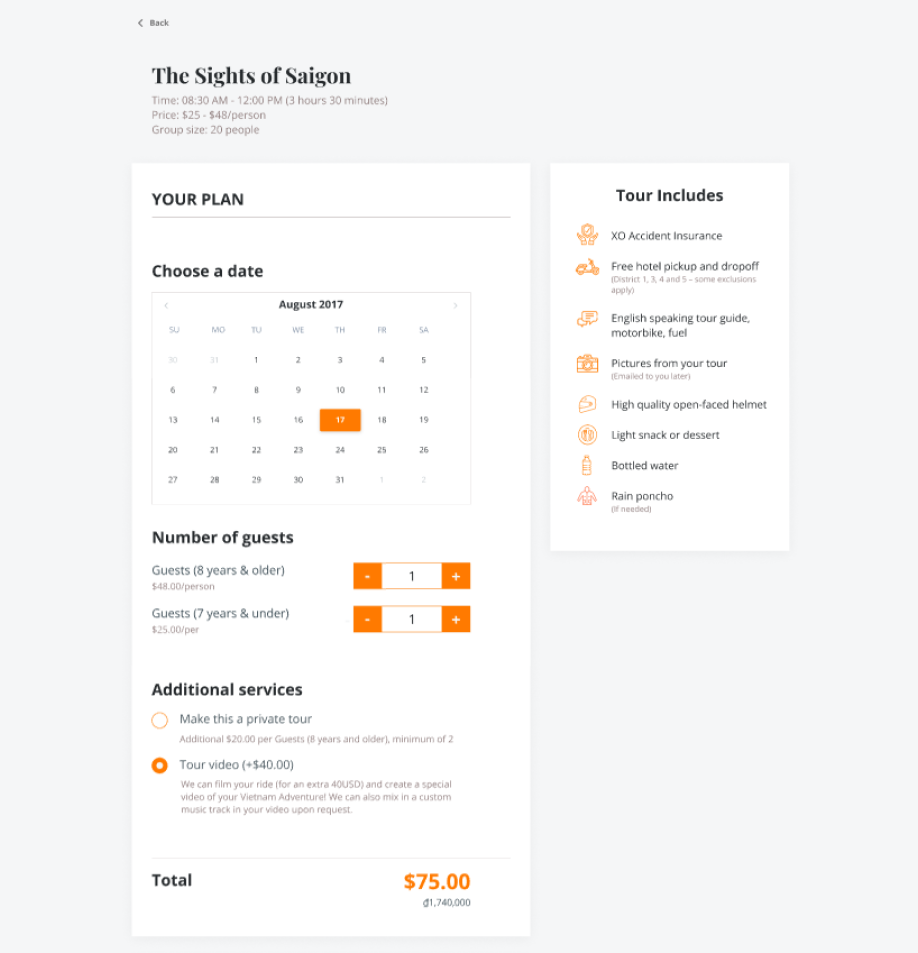 Back
The Sights of Saigon
Time: 08:30 AM - 12:00 PM (3 hours 30 minutes)
Price: $25 - $48/person
Group size: 20 people
YOUR PLAN
Choose a date
August 2017
SU MO TU WE TH FR SA
30 31 1 2 3 4 5
6 7 8 9 10 11 12
13 14 15 16 17 18 19
20 21 22 23 24 25 26
27 28 29 30 31 1 2
Number of guests
Guests (8 years & older)
$48.00/person
- 1 +
Guests (7 years & under)
$25.00/per
- 1 +
Additional services
Make this a private tour
Additional $20.00 per Guests (8 years and older), minimum of 2
Tour video (+$40.00)
We can film your ride (for an extra 40USD) and create a special
video of your Vietnam Adventure! We can also mix in a custom
music track in your video upon request.
Total
$75.00
₫1,740,000
Tour Includes
XO Accident Insurance
Free hotel pickup and dropoff
(District 1, 3, 4 and 5 – some exclusions
apply)
English speaking tour guide,
motorbike, fuel
Pictures from your tour
(Emailed to you later)
High quality open-faced helmet
Light snack or dessert
Bottled water
Rain poncho
(If needed)